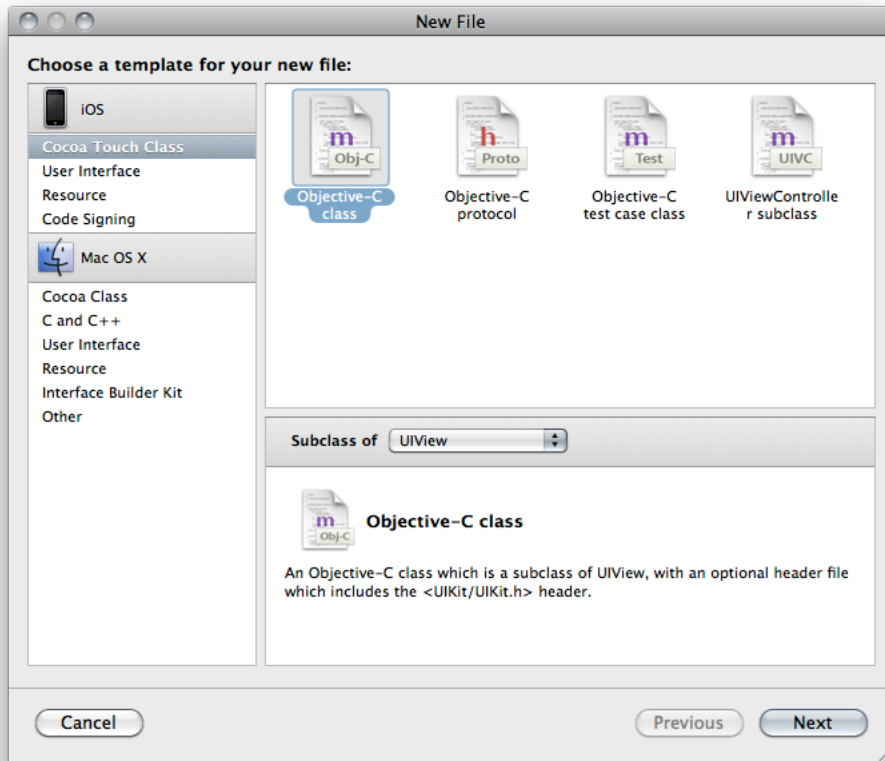 New File
Choose a template for your new file:
iOS
Cocoa Touch Class
User Interface
Resource
Code Signing
Mac OS X
Cocoa Class
C and C++
User Interface
Resource
Interface Builder Kit
Other
m
Obj-C
Objective-C
class
h
Proto
Objective-C
protocol
m
Test
Objective-C
test case class
m
UIVC
UIViewControlle
r subclass
Subclass of UIView
m
Obj-C
Objective-C class
An Objective-C class which is a subclass of UIView, with an optional header file
which includes the <UIKit/UIKit.h> header.
Cancel
Previous
Next